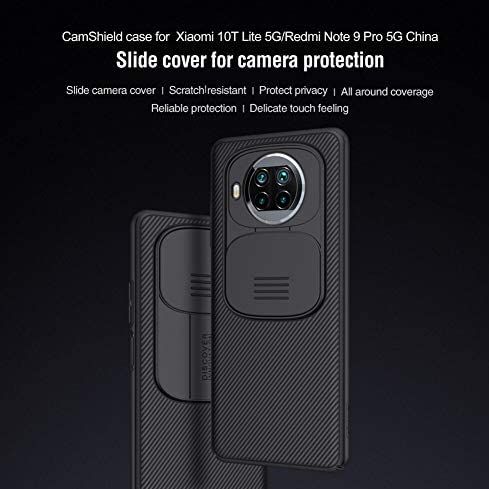 CamShield case for Xiaomi 10T Lite 5G/Redmi Note 9 Pro 5G China
Slide cover for camera protection
Slide camera cover | Scratch resistant | Protect privacy | All around coverage
Reliable protection | Delicate touch feeling
DISCOVER